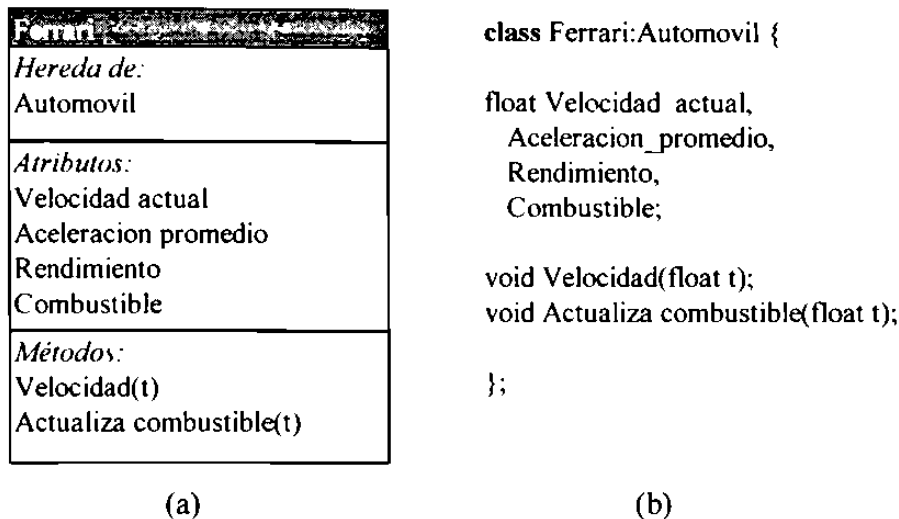 Ferrari
Hereda de:
Automovil
Atributos:
Velocidad actual
Aceleracion promedio
Rendimiento
Combustible
Métodos:
Velocidad(t)
Actualiza combustible(t)
(a)
class Ferrari:Automovil {
float Velocidad actual,
Aceleracion_promedio,
Rendimiento,
Combustible;
void Velocidad(float t);
void Actualiza combustible(float t);
};
(b)